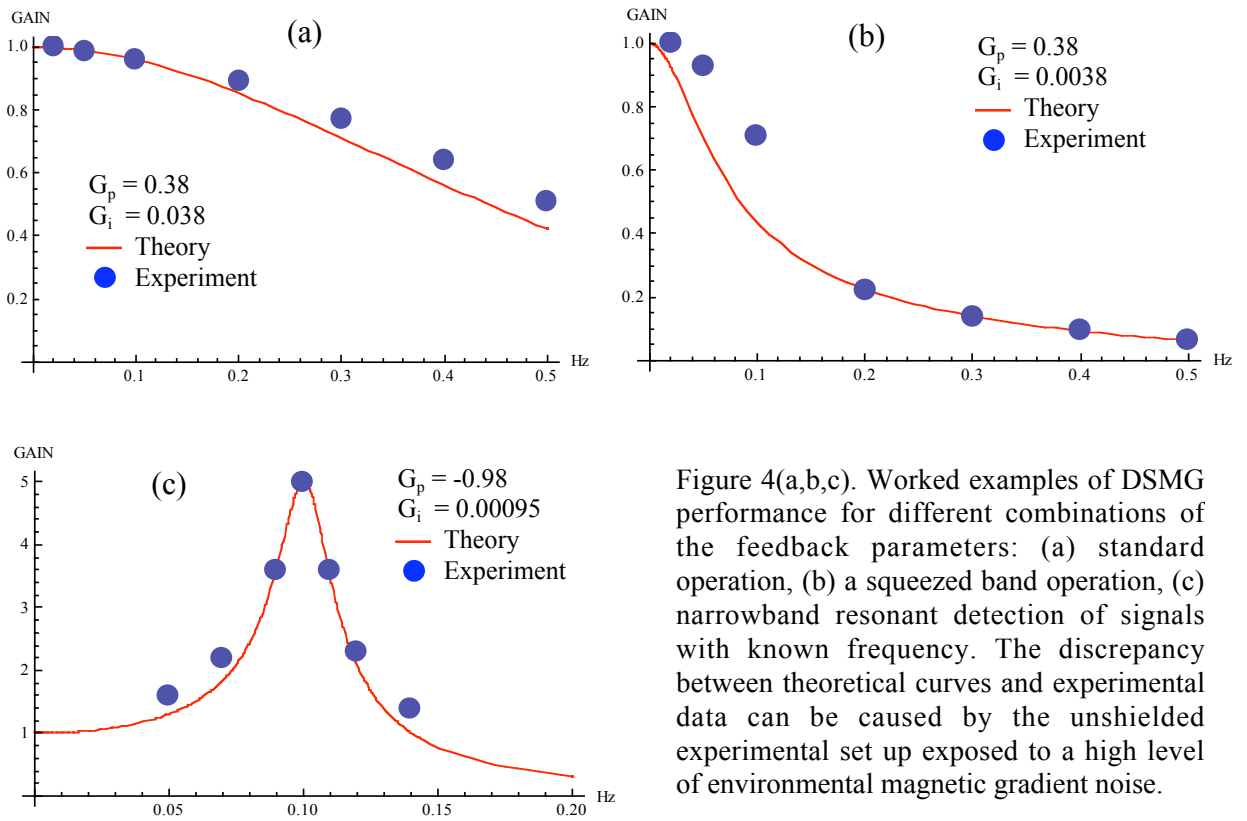 GAIN
(a)
1.0
0.8
0.6
0.4
0.2
G_p = 0.38
G_i = 0.038
Theory
Experiment
0.1 0.2 0.3 0.4 0.5
Hz
GAIN
(b)
1.0
0.8
0.6
0.4
0.2
G_p = 0.38
G_i = 0.0038
Theory
Experiment
0.1 0.2 0.3 0.4 0.5
Hz
GAIN
(c)
5
4
3
2
1
G_p = -0.98
G_i = 0.00095
Theory
Experiment
0.05 0.10 0.15 0.20
Hz
Figure 4(a,b,c). Worked examples of DSMG
performance for different combinations of
the feedback parameters: (a) standard
operation, (b) a squeezed band operation, (c)
narrowband resonant detection of signals
with known frequency. The discrepancy
between theoretical curves and experimental
data can be caused by the unshielded
experimental set up exposed to a high level
of environmental magnetic gradient noise.